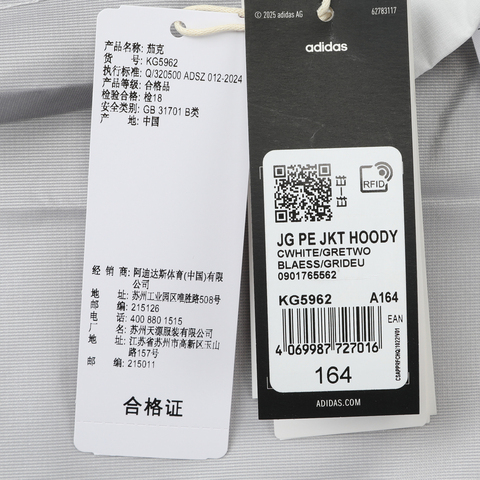 产品名称: 茄克
货 号: KG5962
执行标准: Q/320500 ADSZ 012-2024
产品等级: 合格品
检验合格: 检18
安全类别: GB 31701 B类
产 地: 中国
经 销 商: 阿迪达斯体育(中国)有限
公司
地 址: 苏州工业园区唯胜路508号
邮 编: 215126
电 话: 400 880 1515
厂 名: 苏州天源服装有限公司
地 址: 江苏省苏州市高新区玉山
路157号
邮 编: 215011
合格证
© 2025 adidas AG
62783117
adidas
RFID
JG PE JKT HOODY
CWHITE/GRETWO
BLAESS/GRIDEU
0901765562
KG5962 A164
EAN
4 069987 727016
164
ADIDAS.COM